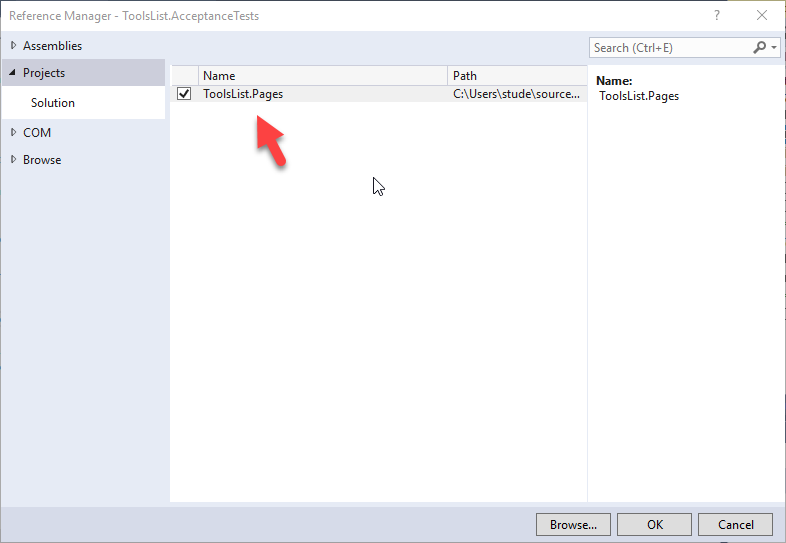 Reference Manager - ToolsList.AcceptanceTests
Assemblies
Projects
Solution
COM
Browse
Name Path
ToolsList.Pages C:\Users\stude\source...
Search (Ctrl+E)
Name:
ToolsList.Pages
Browse... OK Cancel